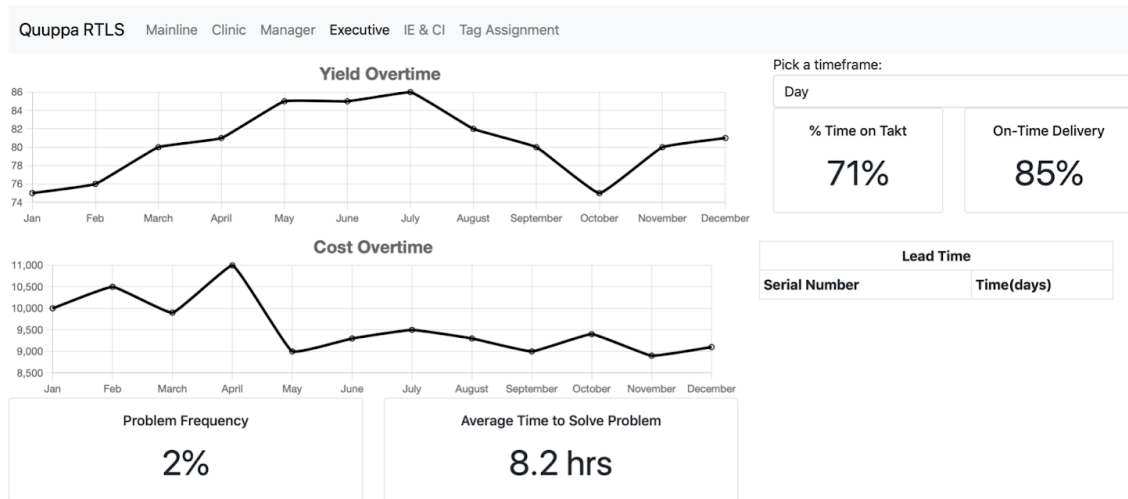 Quuppa RTLS Mainline Clinic Manager Executive IE & CI Tag Assignment
Yield Overtime
86
84
82
80
78
76
74
Jan Feb March April May June July August September October November December
Cost Overtime
11,000
10,500
10,000
9,500
9,000
8,500
Jan Feb March April May June July August September October November December
Problem Frequency
2%
Average Time to Solve Problem
8.2 hrs
Pick a timeframe:
Day
% Time on Takt
71%
On-Time Delivery
85%
Lead Time
Serial Number Time(days)